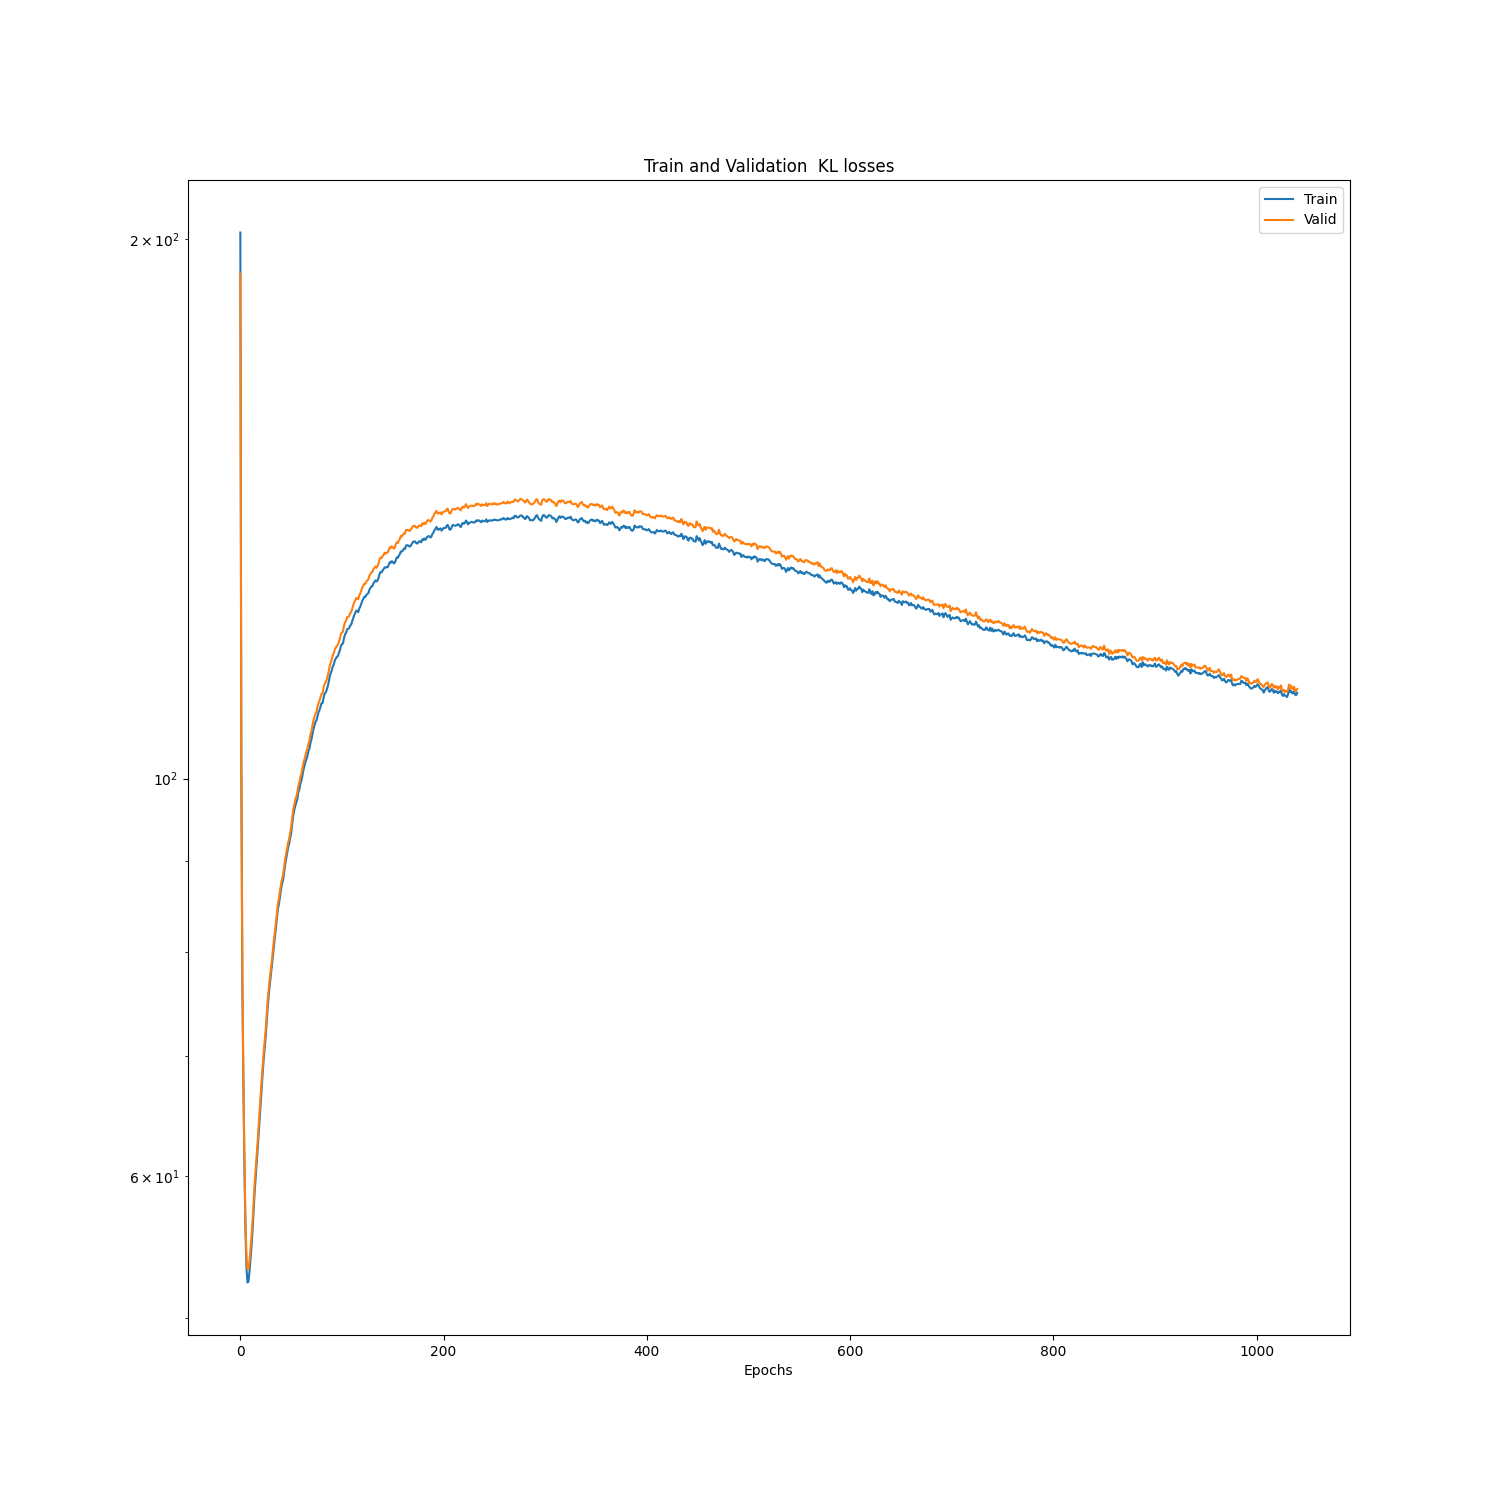 Train and Validation  KL losses
Train
Valid
2 × 10²
10²
6 × 10¹
0 200 400 600 800 1000
Epochs